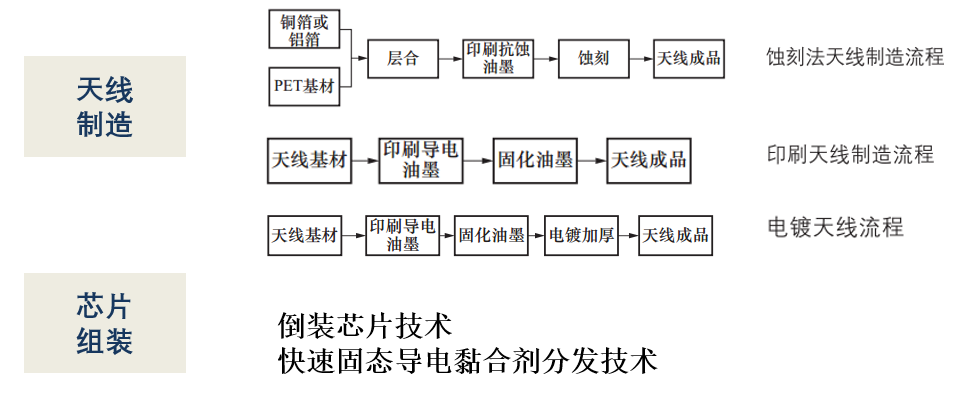 天线
制造
铜箔或
铝箔
PET基材
层合
印刷抗蚀
油墨
蚀刻
天线成品
蚀刻法天线制造流程
天线基材
印刷导电
油墨
固化油墨
天线成品
印刷天线制造流程
天线基材
印刷导电
油墨
固化油墨
电镀加厚
天线成品
电镀天线流程
芯片
组装
倒装芯片技术
快速固态导电黏合剂分发技术